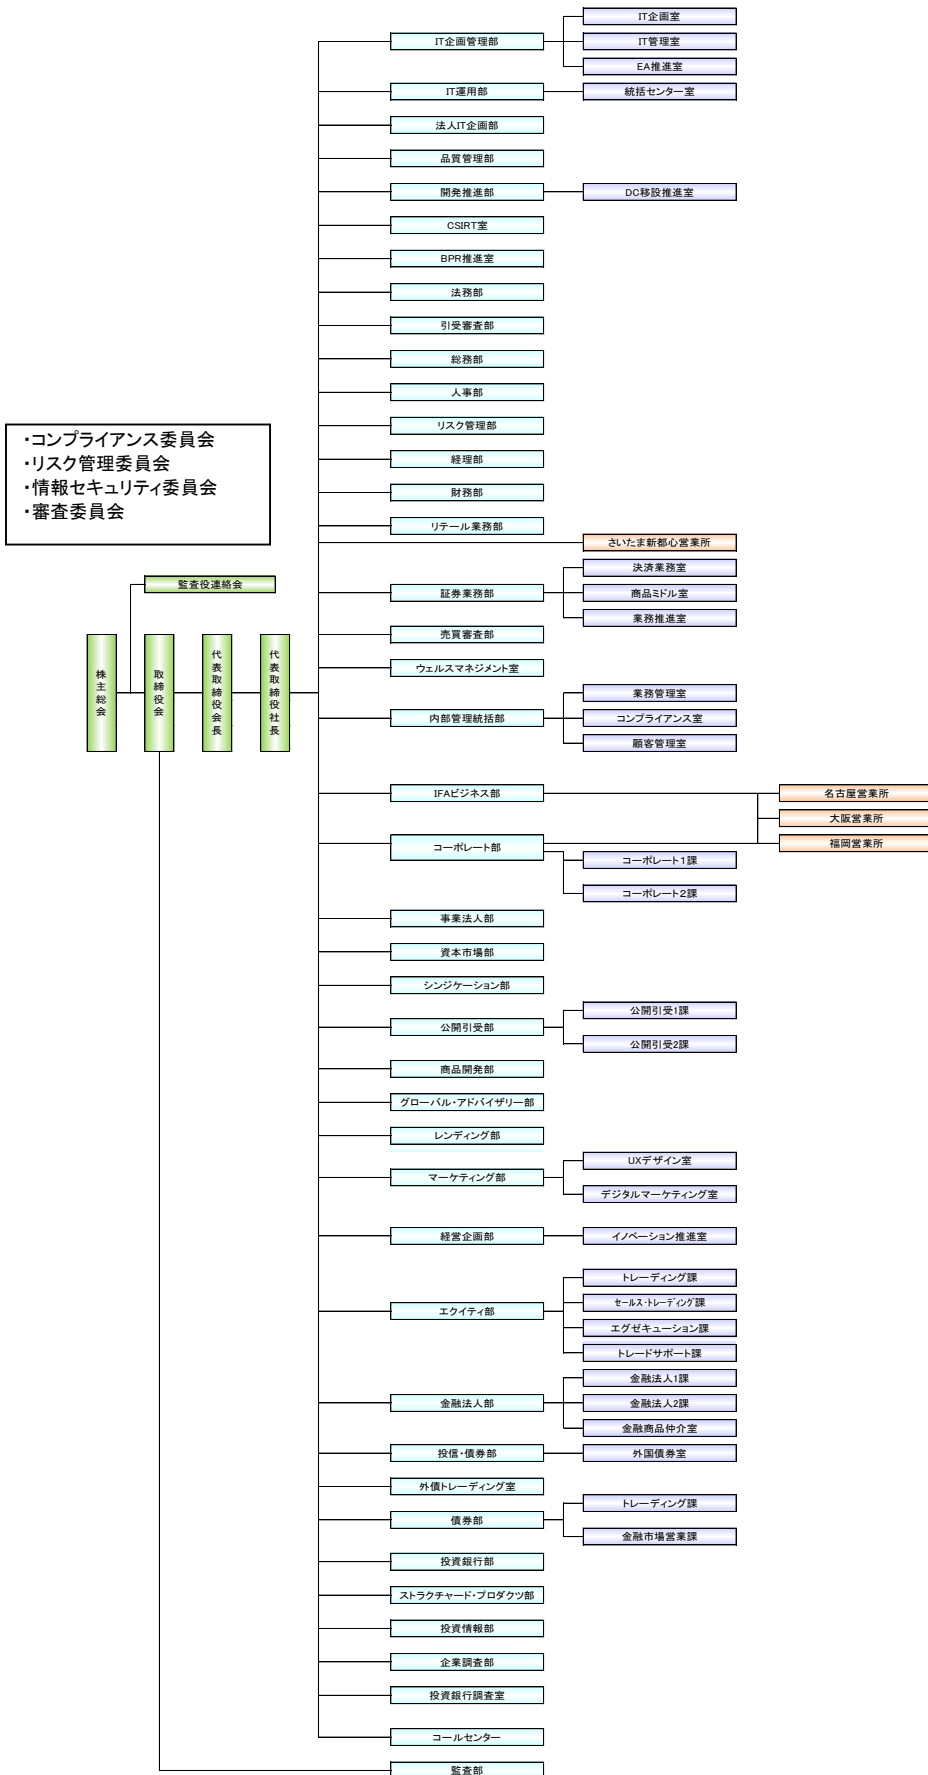 IT企画室
IT企画管理部
IT管理室
EA推進室
IT運用部
統括センター室
法人IT企画部
品質管理部
開発推進部
DC移設推進室
CSIRT室
BPR推進室
法務部
引受審査部
総務部
人事部
リスク管理部
・コンプライアンス委員会
・リスク管理委員会
・情報セキュリティ委員会
・審査委員会
経理部
財務部
リテール業務部
さいたま新都心営業所
監査役連絡会
決済業務室
証券業務部
商品ミドル室
業務推進室
売買審査部
株主総会
取締役会
代表取締役会長
代表取締役社長
ウェルスマネジメント室
業務管理室
内部管理統括部
コンプライアンス室
顧客管理室
IFAビジネス部
名古屋営業所
大阪営業所
コーポレート部
福岡営業所
コーポレート1課
コーポレート2課
事業法人部
資本市場部
シンジケーション部
公開引受1課
公開引受部
公開引受2課
商品開発部
グローバル・アドバイザリー部
レンディング部
UXデザイン室
マーケティング部
デジタルマーケティング室
経営企画部
イノベーション推進室
トレーディング課
セールス・トレーディング課
エクイティ部
エグゼキューション課
トレードサポート課
金融法人1課
金融法人部
金融法人2課
金融商品仲介室
投信・債券部
外国債券室
外債トレーディング室
トレーディング課
債券部
金融市場営業課
投資銀行部
ストラクチャード・プロダクツ部
投資情報部
企業調査部
投資銀行調査室
コールセンター
監査部